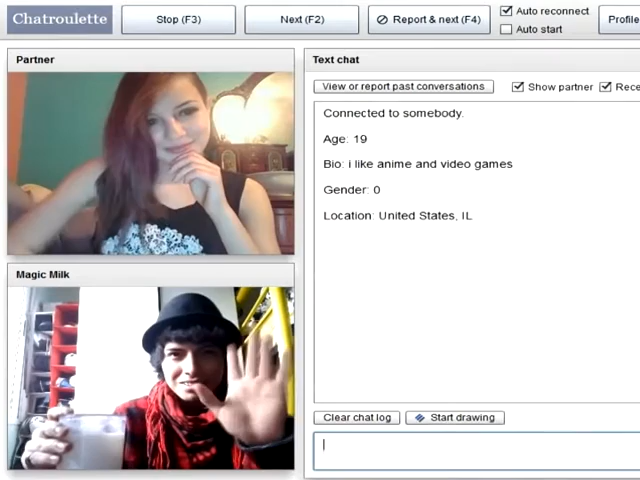 Chatroulette
Stop (F3)
Next (F2)
Report & next (F4)
Auto reconnect
Auto start
Profile
Partner
Text chat
View or report past conversations
Show partner
Rece
Connected to somebody.
Age: 19
Bio: i like anime and video games
Gender: 0
Location: United States, IL
Magic Milk
Clear chat log
Start drawing